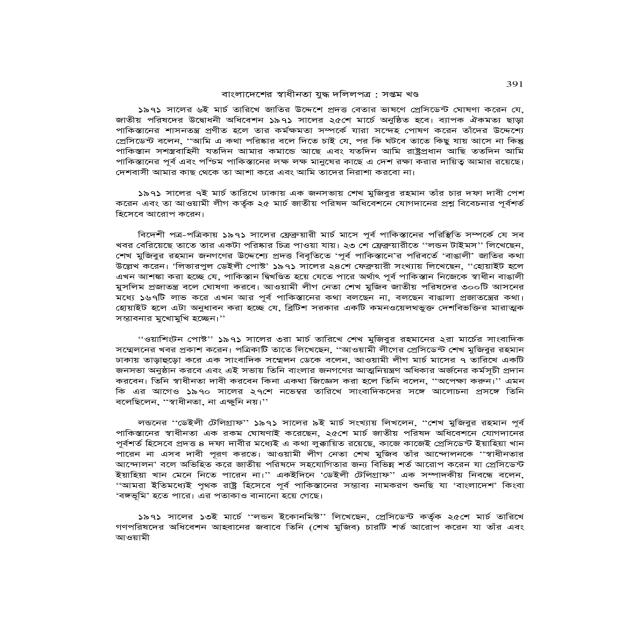 391
বাংলাদেশের স্বাধীনতা যুদ্ধ দলিলপত্র : সপ্তম খণ্ড
১৯৭১ সালের ৬ই মার্চ তারিখে জাতির উদ্দেশে প্রদত্ত বেতার ভাষণে প্রেসিডেন্ট ঘোষণা করেন যে,
জাতীয় পরিষদের উদ্বোধনী অধিবেশন ১৯৭১ সালের ২৫শে মার্চে অনুষ্ঠিত হবে। ব্যাপক ঐকমত্য ছাড়া
পাকিস্তানের শাসনতন্ত্র প্রণীত হলে তার কর্মক্ষমতা সম্পর্কে যারা সন্দেহ পোষণ করেন তাঁদের উদ্দেশ্যে
প্রেসিডেন্ট বলেন, ''আমি এ কথা পরিষ্কার বলে দিতে চাই যে, পর কি ঘটবে তাতে কিছু যায় আসে না কিন্তু
পাকিস্তান সশস্ত্রবাহিনী যতদিন আমার কমান্ডে আছে এবং যতদিন আমি রাষ্ট্রপ্রধান আছি ততদিন আমি
পাকিস্তানের পূর্ব এবং পশ্চিম পাকিস্তানের লক্ষ লক্ষ মানুষের কাছে এ দেশ রক্ষা করার দায়িত্ব আমার রয়েছে।
দেশবাসী আমার কাছ থেকে তা আশা করে এবং আমি তাদের নিরাশা করবো না।
১৯৭১ সালের ৭ই মার্চ তারিখে ঢাকায় এক জনসভায় শেখ মুজিবুর রহমান তাঁর চার দফা দাবী পেশ
করেন এবং তা আওয়ামী লীগ কর্তৃক ২৫ মার্চ জাতীয় পরিষদ অধিবেশনে যোগদানের প্রশ্ন বিবেচনার পূর্বশর্ত
হিসেবে আরোপ করেন।
বিদেশী পত্র-পত্রিকায় ১৯৭১ সালের ফ্রেব্রুয়ারী মার্চ মাসে পূর্ব পাকিস্তানের পরিস্থিতি সম্পর্কে যে সব
খবর বেরিয়েছে তাতে তার একটা পরিষ্কার চিত্র পাওয়া যায়। ২৩ শে ফ্রেব্রুয়ারীতে ''লন্ডন টাইমস'' লিখেছেন,
শেখ মুজিবুর রহমান জনগণের উদ্দেশ্যে প্রদত্ত বিবৃতিতে 'পূর্ব পাকিস্তানে'র পরিবর্তে 'বাঙালী' জাতির কথা
উল্লেখ করেন। 'লিভারপুল ডেইলী পোস্ট' ১৯৭১ সালের ২৪শে ফেব্রুয়ারী সংখ্যায় লিখেছেন, ''হোয়াইট হলে
এখন আশঙ্কা করা হচ্ছে যে, পাকিস্তান দ্বিখণ্ডিত হয়ে যেতে পারে অর্থাৎ পূর্ব পাকিস্তান নিজেকে স্বাধীন বাঙালী
মুসলিম প্রজাতন্ত্র বলে ঘোষণা করবে। আওয়ামী লীগ নেতা শেখ মুজিব জাতীয় পরিষদের ৩০০টি আসনের
মধ্যে ১৬৭টি লাভ করে এখন আর পূর্ব পাকিস্তানের কথা বলছেন না, বলছেন বাঙালা প্রজাতন্ত্রের কথা।
হোয়াইট হলে এটা অনুধাবন করা হচ্ছে যে, ব্রিটিশ সরকার একটি কমনওয়েলথভুক্ত দেশবিভক্তির মারাত্মক
সম্ভাবনার মুখোমুখি হচ্ছেন।''
''ওয়াশিংটন পোস্ট'' ১৯৭১ সালের ৩রা মার্চ তারিখে শেখ মুজিবুর রহমানের ২রা মার্চের সাংবাদিক
সম্মেলনের খবর প্রকাশ করেন। পত্রিকাটি তাতে লিখেছেন, ''আওয়ামী লীগের প্রেসিডেন্ট শেখ মুজিবুর রহমান
ঢাকায় তাড়াহুড়ো করে এক সাংবাদিক সম্মেলন ডেকে বলেন, আওয়ামী লীগ মার্চ মাসের ৭ তারিখে একটি
জনসভা অনুষ্ঠান করবে এবং এই সভায় তিনি বাংলার জনগণের আত্মনিয়ন্ত্রণ অধিকার অর্জনের কর্মসূচী প্রদান
করবেন। তিনি স্বাধীনতা দাবী করবেন কিনা একথা জিজ্ঞেস করা হলে তিনি বলেন, ''অপেক্ষা করুন।'' এমন
কি এর আগেও ১৯৭০ সালের ২৭শে নভেম্বর তারিখে সাংবাদিকদের সঙ্গে আলোচনা প্রসঙ্গে তিনি
বলেছিলেন, ''স্বাধীনতা, না এক্ষুনি নয়।''
লন্ডনের ''ডেইলী টেলিগ্রাফ'' ১৯৭১ সালের ৯ই মার্চ সংখ্যায় লিখলেন, ''শেখ মুজিবুর রহমান পূর্ব
পাকিস্তানের স্বাধীনতা এক রকম ঘোষণাই করেছেন, ২৫শে মার্চ জাতীয় পরিষদ অধিবেশনে যোগদানের
পূর্বশর্ত হিসেবে প্রদত্ত ৪ দফা দাবীর মধ্যেই এ কথা লুক্কায়িত রয়েছে, কাজে কাজেই প্রেসিডেন্ট ইয়াহিয়া খান
পারেন না এসব দাবী পূরণ করতে। আওয়ামী লীগ নেতা শেখ মুজিব তাঁর আন্দোলনকে ''স্বাধীনতার
আন্দোলন' বলে অভিহিত করে জাতীয় পরিষদে সহযোগিতার জন্য বিভিন্ন শর্ত আরোপ করেন যা প্রেসিডেন্ট
ইয়াহিয়া খান মেনে নিতে পারেন না।'' একইদিনে 'ডেইলী টেলিগ্রাফ'' এক সম্পাদকীয় নিবন্ধে বলেন,
''আমরা ইতিমধ্যেই পৃথক রাষ্ট্র হিসেবে পূর্ব পাকিস্তানের সম্ভাব্য নামকরণ শুনছি যা 'বাংলাদেশ' কিংবা
'বঙ্গভূমি' হতে পারে। এর পতাকাও বানানো হয়ে গেছে।
১৯৭১ সালের ১৩ই মার্চে ''লন্ডন ইকোনমিস্ট'' লিখেছেন, প্রেসিডেন্ট কর্তৃক ২৫শে মার্চ তারিখে
গণপরিষদের অধিবেশন আহবানের জবাবে তিনি (শেখ মুজিব) চারটি শর্ত আরোপ করেন যা তাঁর এবং
আওয়ামী